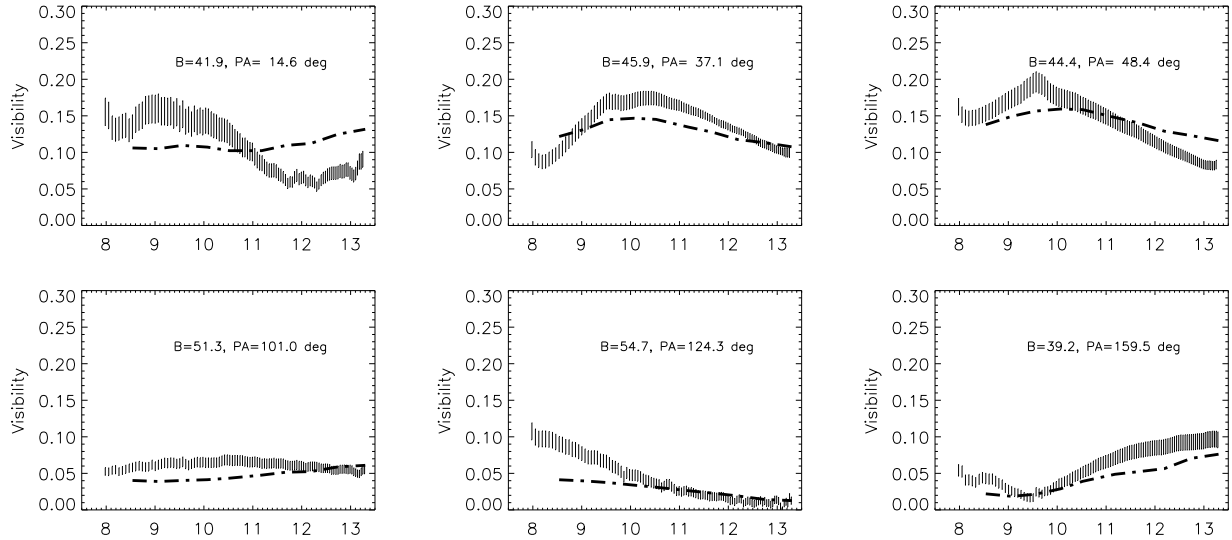 0.30
0.25
0.20
0.15
0.10
0.05
0.00
Visibility
B=41.9, PA= 14.6 deg
8 9 10 11 12 13
0.30
0.25
0.20
0.15
0.10
0.05
0.00
Visibility
B=45.9, PA= 37.1 deg
8 9 10 11 12 13
0.30
0.25
0.20
0.15
0.10
0.05
0.00
Visibility
B=44.4, PA= 48.4 deg
8 9 10 11 12 13
0.30
0.25
0.20
0.15
0.10
0.05
0.00
Visibility
B=51.3, PA=101.0 deg
8 9 10 11 12 13
0.30
0.25
0.20
0.15
0.10
0.05
0.00
Visibility
B=54.7, PA=124.3 deg
8 9 10 11 12 13
0.30
0.25
0.20
0.15
0.10
0.05
0.00
Visibility
B=39.2, PA=159.5 deg
8 9 10 11 12 13